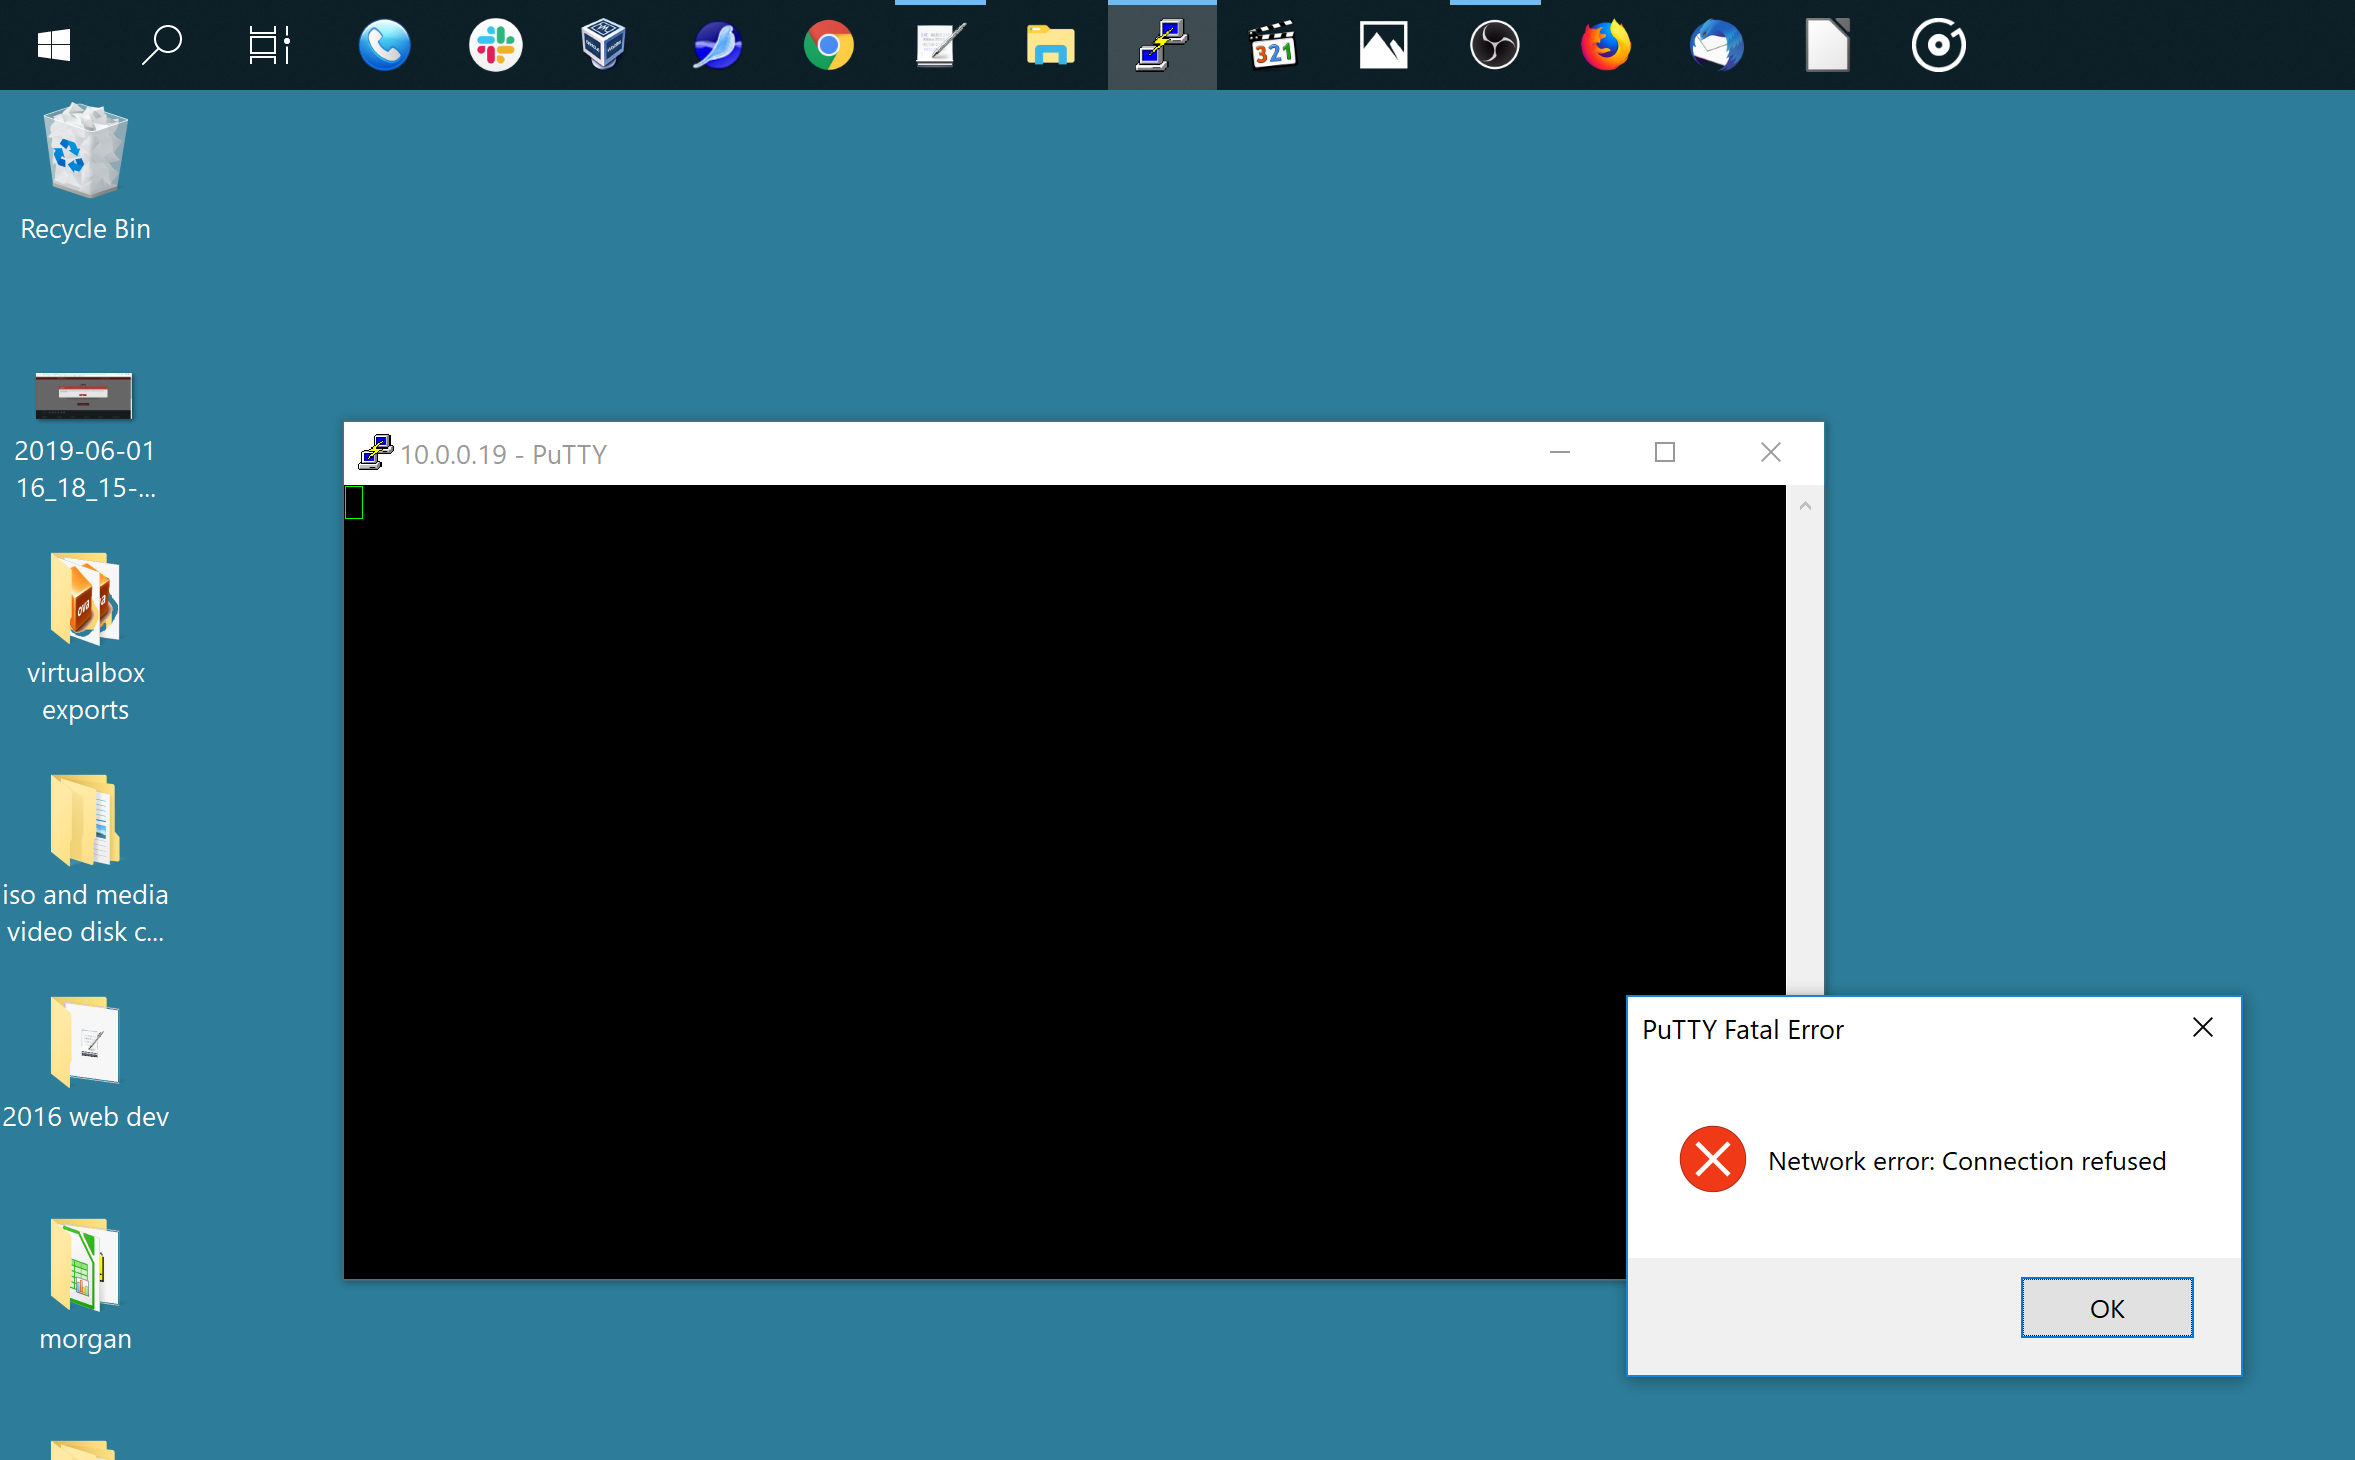 321
Recycle Bin
2019-06-01
16_18_15-...
virtualbox
exports
iso and media
video disk c...
2016 web dev
morgan
10.0.0.19 - PuTTY
PuTTY Fatal Error
Network error: Connection refused
OK